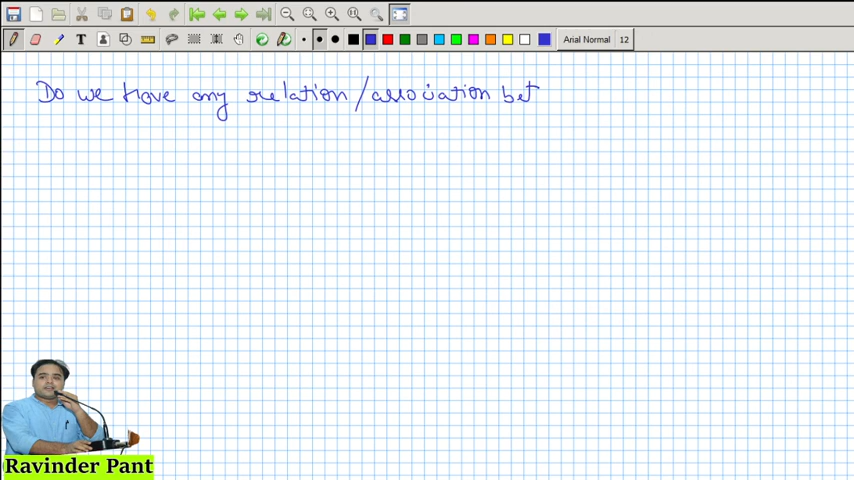 Arial Normal 12
Do we have any relation/association bet
Ravinder Pant